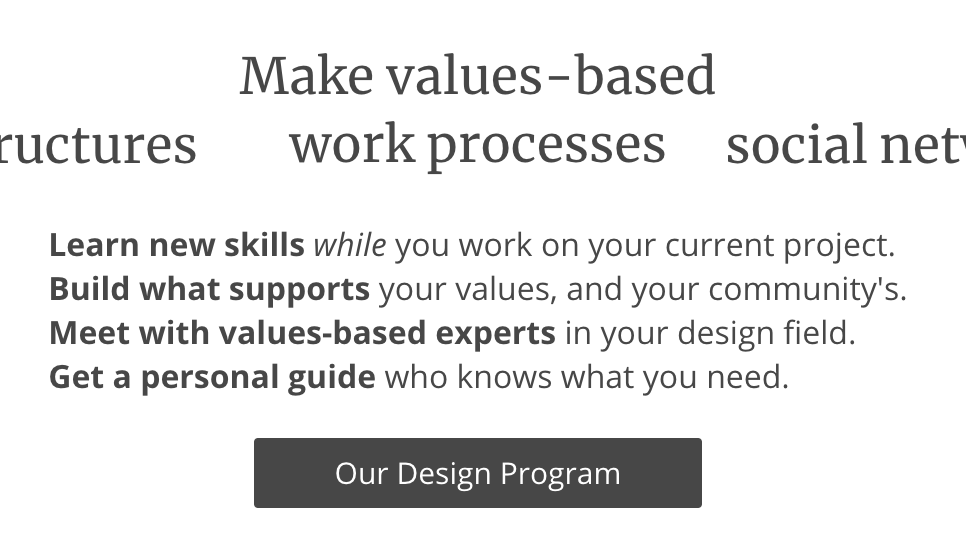 Make values-based
ructures work processes social net
Learn new skills while you work on your current project.
Build what supports your values, and your community's.
Meet with values-based experts in your design field.
Get a personal guide who knows what you need.
Our Design Program